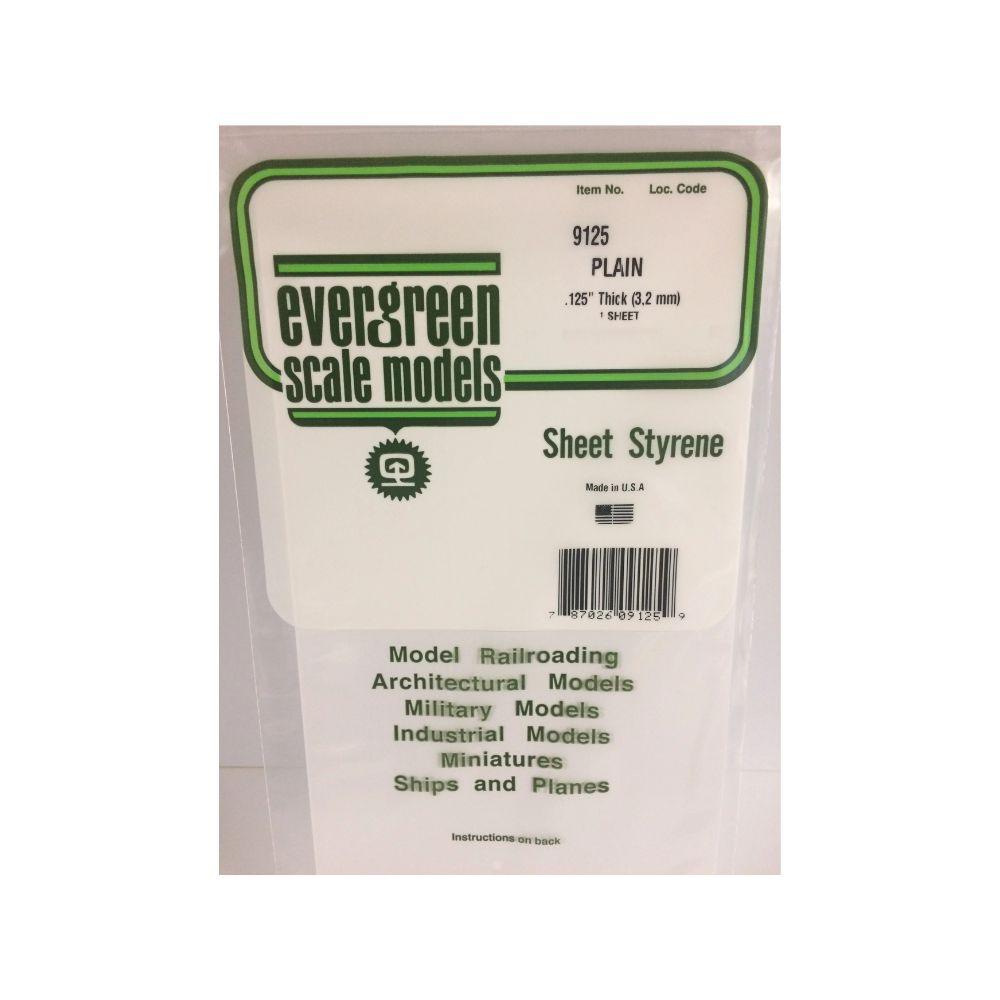 Item No. Loc. Code
9125
PLAIN
.125" Thick (3,2 mm)
1 SHEET
evergreen
scale models
Sheet Styrene
Made in U.S.A
7 87026 09125 9
Model Railroading
Architectural Models
Military Models
Industrial Models
Miniatures
Ships and Planes
Instructions on back